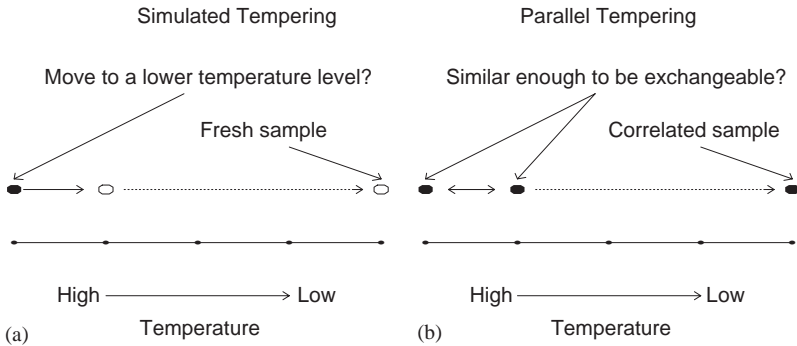 Simulated Tempering
Move to a lower temperature level?
Fresh sample
High
Low
(a)
Temperature
Parallel Tempering
Similar enough to be exchangeable?
Correlated sample
High
Low
(b)
Temperature